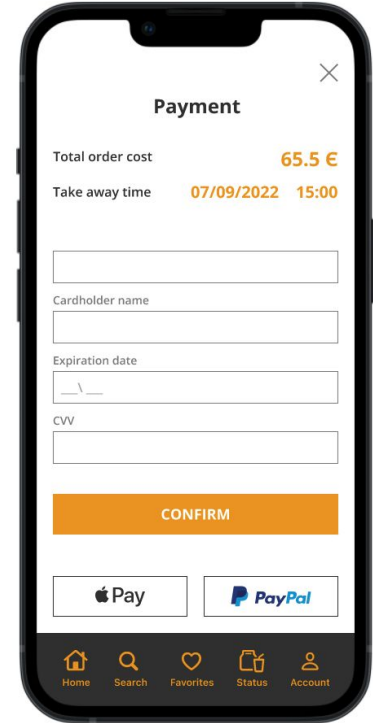 Payment
Total order cost 65.5 €
Take away time 07/09/2022 15:00
Cardholder name
Expiration date
__\ __
CVV
CONFIRM
Pay PayPal
Home Search Favorites Status Account